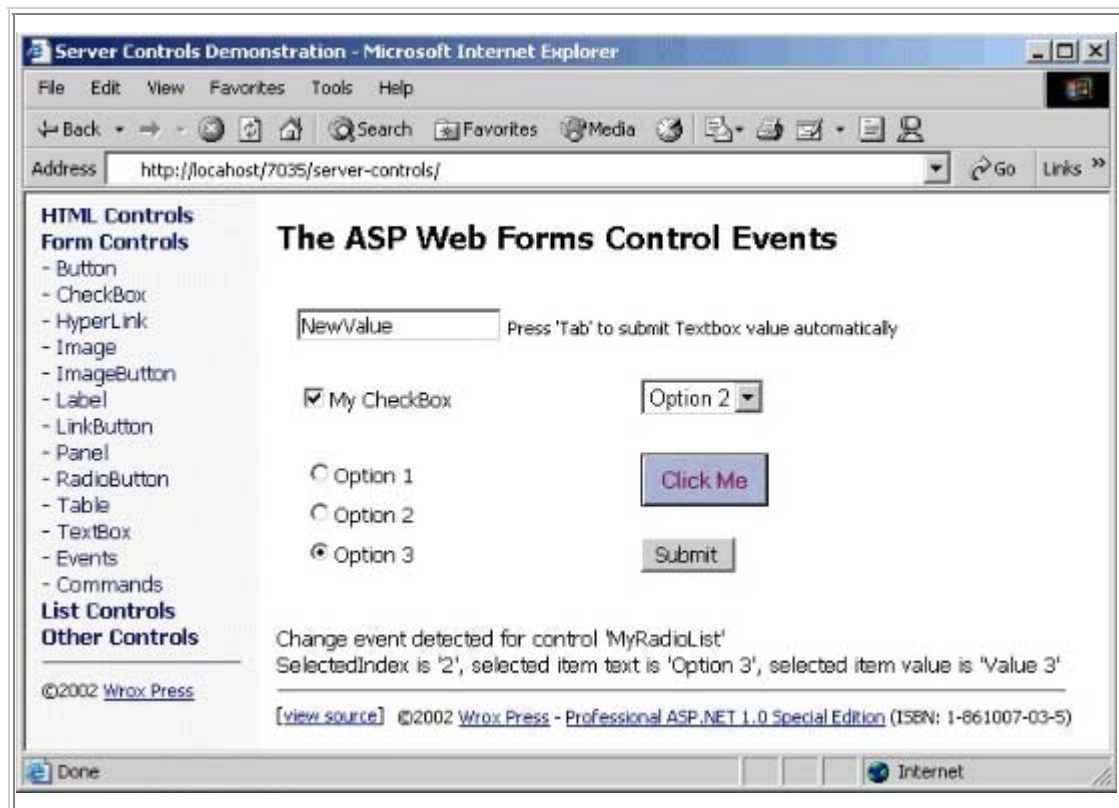 Server Controls Demonstration - Microsoft Internet Explorer
File Edit View Favorites Tools Help
Back Search Favorites Media
Address http://locahost/7035/server-controls/ Go Links »
HTML Controls
Form Controls
- Button
- CheckBox
- HyperLink
- Image
- ImageButton
- Label
- LinkButton
- Panel
- RadioButton
- Table
- TextBox
- Events
- Commands
List Controls
Other Controls
©2002 Wrox Press
The ASP Web Forms Control Events
NewValue Press 'Tab' to submit Textbox value automatically
My CheckBox Option 2
Option 1 Click Me
Option 2
Option 3 Submit
Change event detected for control 'MyRadioList'
SelectedIndex is '2', selected item text is 'Option 3', selected item value is 'Value 3'
[view source] ©2002 Wrox Press - Professional ASP.NET 1.0 Special Edition (ISBN: 1-861007-03-5)
Done Internet